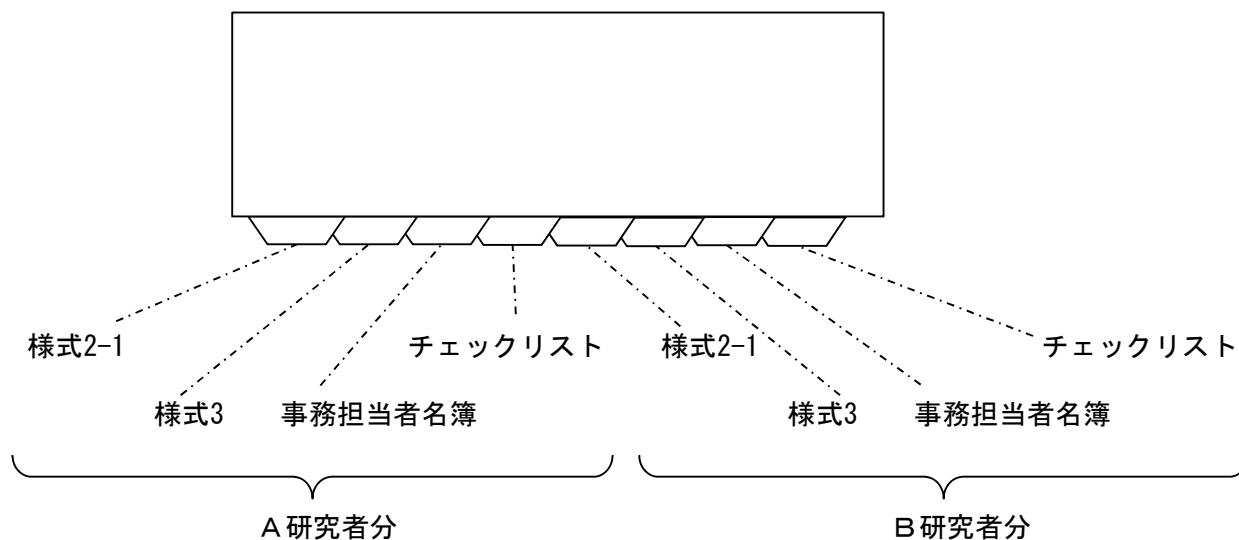 様式2-1 チェックリスト 様式2-1 チェックリスト
様式3 事務担当者名簿 様式3 事務担当者名簿
A研究者分 B研究者分